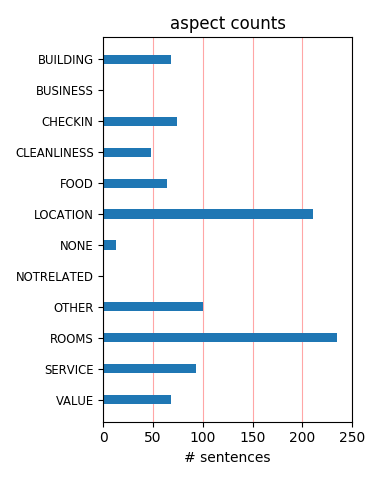 aspect counts
BUILDING
BUSINESS
CHECKIN
CLEANLINESS
FOOD
LOCATION
NONE
NOTRELATED
OTHER
ROOMS
SERVICE
VALUE
0 50 100 150 200 250
# sentences